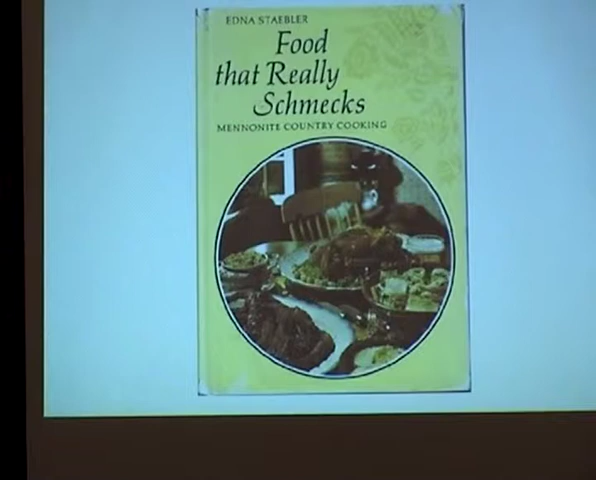 EDNA STAEBLER
Food
that Really
Schmecks
MENNONITE COUNTRY COOKING